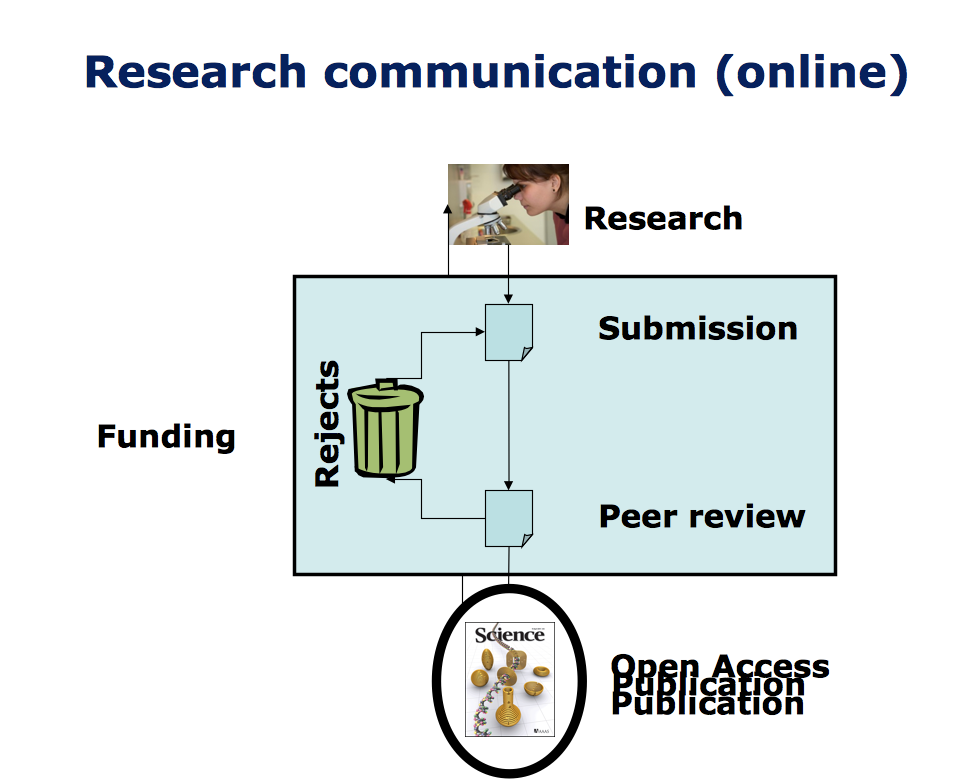 Research communication (online)
Research
Submission
Rejects
Funding
Peer review
Science
Open Access
Publication
Publication